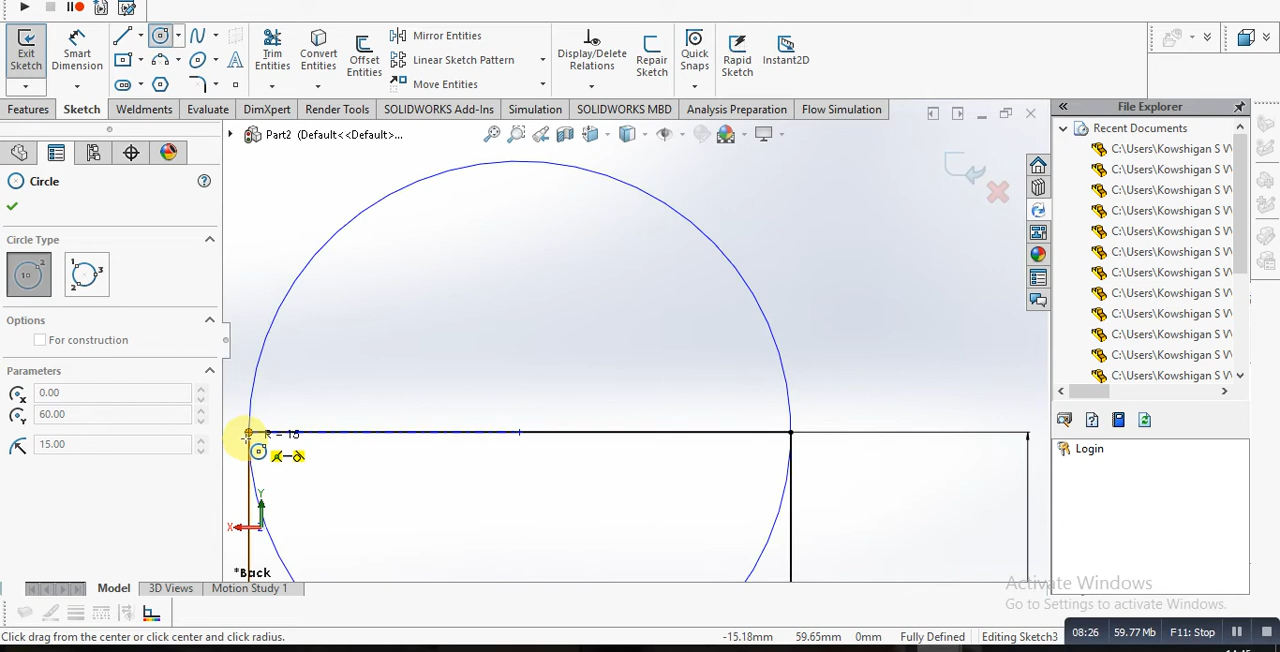 Exit Sketch
Smart Dimension
Trim Entities
Convert Entities
Offset Entities
Mirror Entities
Linear Sketch Pattern
Move Entities
Display/Delete Relations
Repair Sketch
Quick Snaps
Rapid Sketch
Instant2D
Features
Sketch
Weldments
Evaluate
DimXpert
Render Tools
SOLIDWORKS Add-Ins
Simulation
SOLIDWORKS MBD
Analysis Preparation
Flow Simulation
File Explorer
Part2 (Default<<Default>...
Recent Documents
C:\Users\Kowshigan S V\
C:\Users\Kowshigan S V\
C:\Users\Kowshigan S V\
C:\Users\Kowshigan S V\
C:\Users\Kowshigan S V\
C:\Users\Kowshigan S V\
C:\Users\Kowshigan S V\
C:\Users\Kowshigan S V\
C:\Users\Kowshigan S V\
C:\Users\Kowshigan S V\
C:\Users\Kowshigan S V\
C:\Users\Kowshigan S V\
Login
Circle
Circle Type
Options
For construction
Parameters
0.00
60.00
15.00
R = 15
Y
X
*Back
Activate Windows
Go to Settings to activate Windows.
Model
3D Views
Motion Study 1
Click drag from the center or click center and click radius.
-15.18mm
59.65mm
0mm
Fully Defined
Editing Sketch3
08:26
59.77Mb
F11: Stop